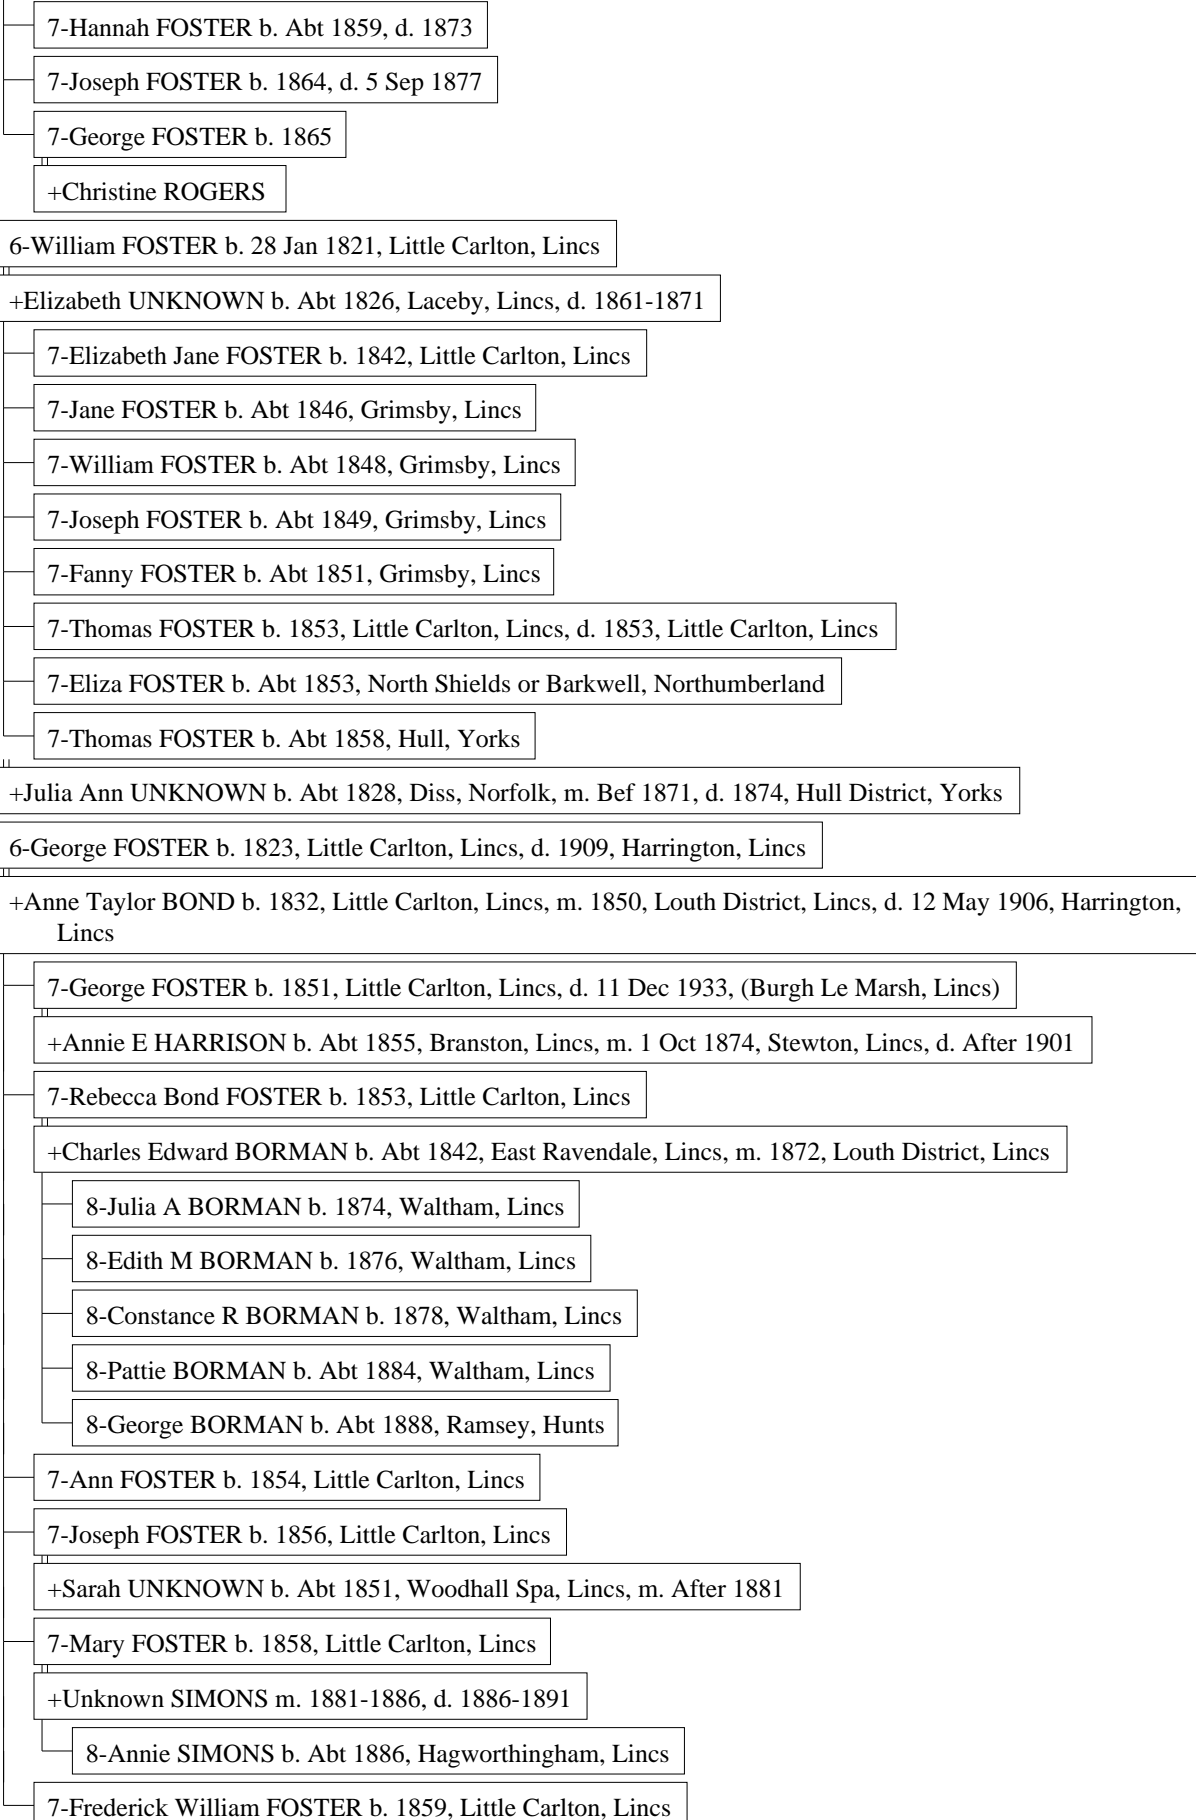 7-Hannah FOSTER b. Abt 1859, d. 1873
7-Joseph FOSTER b. 1864, d. 5 Sep 1877
7-George FOSTER b. 1865
+Christine ROGERS
6-William FOSTER b. 28 Jan 1821, Little Carlton, Lincs
+Elizabeth UNKNOWN b. Abt 1826, Laceby, Lincs, d. 1861-1871
7-Elizabeth Jane FOSTER b. 1842, Little Carlton, Lincs
7-Jane FOSTER b. Abt 1846, Grimsby, Lincs
7-William FOSTER b. Abt 1848, Grimsby, Lincs
7-Joseph FOSTER b. Abt 1849, Grimsby, Lincs
7-Fanny FOSTER b. Abt 1851, Grimsby, Lincs
7-Thomas FOSTER b. 1853, Little Carlton, Lincs, d. 1853, Little Carlton, Lincs
7-Eliza FOSTER b. Abt 1853, North Shields or Barkwell, Northumberland
7-Thomas FOSTER b. Abt 1858, Hull, Yorks
+Julia Ann UNKNOWN b. Abt 1828, Diss, Norfolk, m. Bef 1871, d. 1874, Hull District, Yorks
6-George FOSTER b. 1823, Little Carlton, Lincs, d. 1909, Harrington, Lincs
+Anne Taylor BOND b. 1832, Little Carlton, Lincs, m. 1850, Louth District, Lincs, d. 12 May 1906, Harrington,
Lincs
7-George FOSTER b. 1851, Little Carlton, Lincs, d. 11 Dec 1933, (Burgh Le Marsh, Lincs)
+Annie E HARRISON b. Abt 1855, Branston, Lincs, m. 1 Oct 1874, Stewton, Lincs, d. After 1901
7-Rebecca Bond FOSTER b. 1853, Little Carlton, Lincs
+Charles Edward BORMAN b. Abt 1842, East Ravendale, Lincs, m. 1872, Louth District, Lincs
8-Julia A BORMAN b. 1874, Waltham, Lincs
8-Edith M BORMAN b. 1876, Waltham, Lincs
8-Constance R BORMAN b. 1878, Waltham, Lincs
8-Pattie BORMAN b. Abt 1884, Waltham, Lincs
8-George BORMAN b. Abt 1888, Ramsey, Hunts
7-Ann FOSTER b. 1854, Little Carlton, Lincs
7-Joseph FOSTER b. 1856, Little Carlton, Lincs
+Sarah UNKNOWN b. Abt 1851, Woodhall Spa, Lincs, m. After 1881
7-Mary FOSTER b. 1858, Little Carlton, Lincs
+Unknown SIMONS m. 1881-1886, d. 1886-1891
8-Annie SIMONS b. Abt 1886, Hagworthingham, Lincs
7-Frederick William FOSTER b. 1859, Little Carlton, Lincs